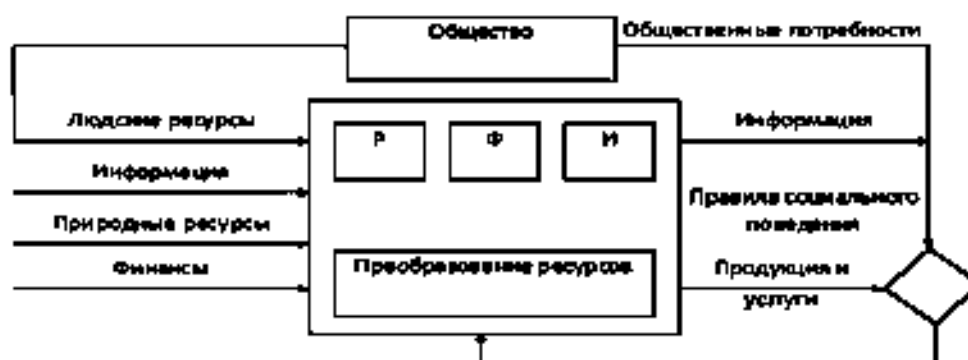 Общество
Общественные потребности
Людские ресурсы
Р
Ф
И
Информация
Информация
Природные ресурсы
Правила социального
поведения
Финансы
Преобразование ресурсов
Продукция и
услуги